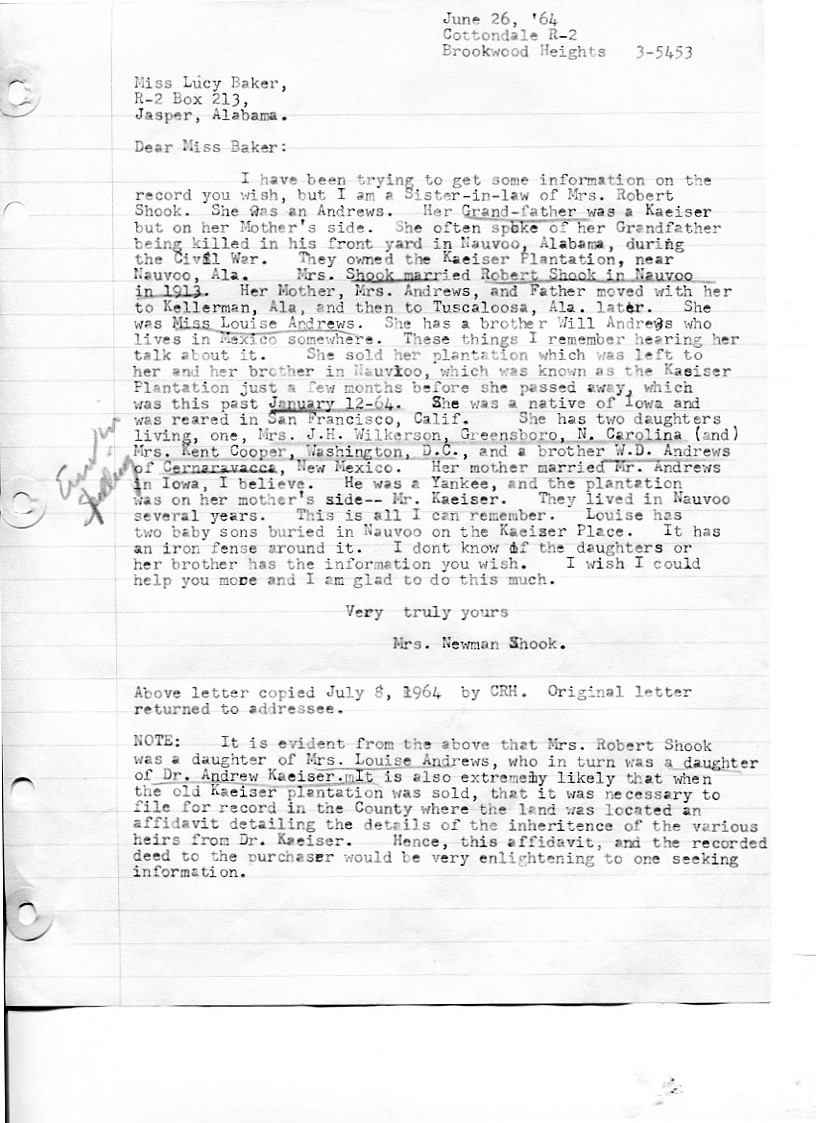 June 26, '64
Cottondale R-2
Brookwood Heights   3-5453
Miss Lucy Baker,
R-2 Box 213,
Jasper, Alabama.
Dear Miss Baker:
I have been trying to get some information on the
record you wish, but I am a Sister-in-law of Mrs. Robert
Shook.  She was an Andrews.   Her Grand-father was a Kaeiser
but on her Mother's side.  She often spoke of her Grandfather
being killed in his front yard in Nauvoo, Alabama, during
the Civil War.   They owned the Kaeiser Plantation, near
Nauvoo, Ala.    Mrs. Shook married Robert Shook in Nauvoo
in 1913.   Her Mother, Mrs. Andrews, and Father moved with her
to Kellerman, Ala, and then to Tuscaloosa, Ala. later.   She
was Miss Louise Andrews.  She has a brother Will Andrews who
lives in Mexico somewhere.  These things I remember hearing her
talk about it.    She sold her plantation which was left to
her and her brother in Nauvioo, which was known as the Kaeiser
Plantation just a few months before she passed away, which
was this past January 12-64.   She was a native of Iowa and
was reared in San Francisco, Calif.    She has two daughters
living, one, Mrs. J.H. Wilkerson, Greensboro, N. Carolina (and)
Mrs. Kent Cooper, Washington, D.C., and a brother W.D. Andrews
of Cernaravacca, New Mexico.   Her mother married Mr. Andrews
in Iowa, I believe.   He was a Yankee, and the plantation
was on her mother's side-- Mr. Kaeiser.   They lived in Nauvoo
several years.   This is all I can remember.   Louise has
two baby sons buried in Nauvoo on the Kaeizer Place.   It has
an iron fense around it.   I dont know if the daughters or
her brother has the information you wish.    I wish I could
help you more and I am glad to do this much.
Very  truly yours
Mrs. Newman Shook.
Above letter copied July 8, 1964  by CRH.  Original letter
returned to addressee.
NOTE:    It is evident from the above that Mrs. Robert Shook
was a daughter of Mrs. Louise Andrews, who in turn was a daughter
of Dr. Andrew Kaeiser.mIt is also extremehy likely that when
the old Kaeiser plantation was sold, that it was necessary to
file for record in the County where the land was located an
affidavit detailing the details of the inheritence of the various
heirs from Dr. Kaeiser.    Hence, this affidavit, and the recorded
deed to the purchaser would be very enlightening to one seeking
information.